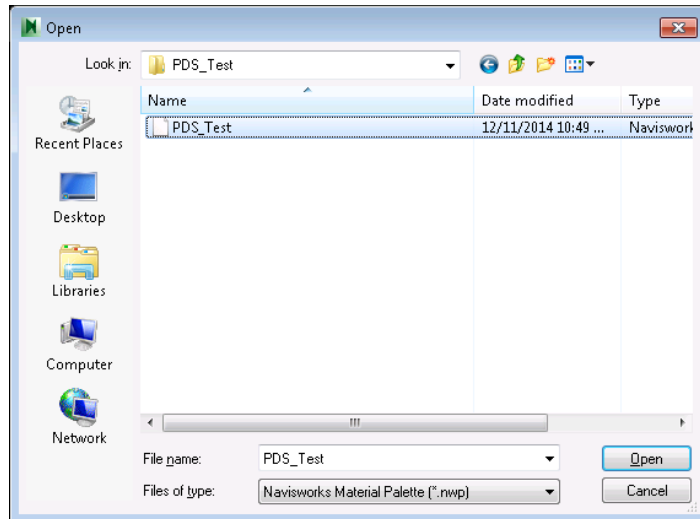 Open
Look in: PDS_Test
Name Date modified Type
PDS_Test 12/11/2014 10:49 ... Naviswork
Recent Places
Desktop
Libraries
Computer
Network
File name: PDS_Test Open
Files of type: Navisworks Material Palette (*.nwp) Cancel